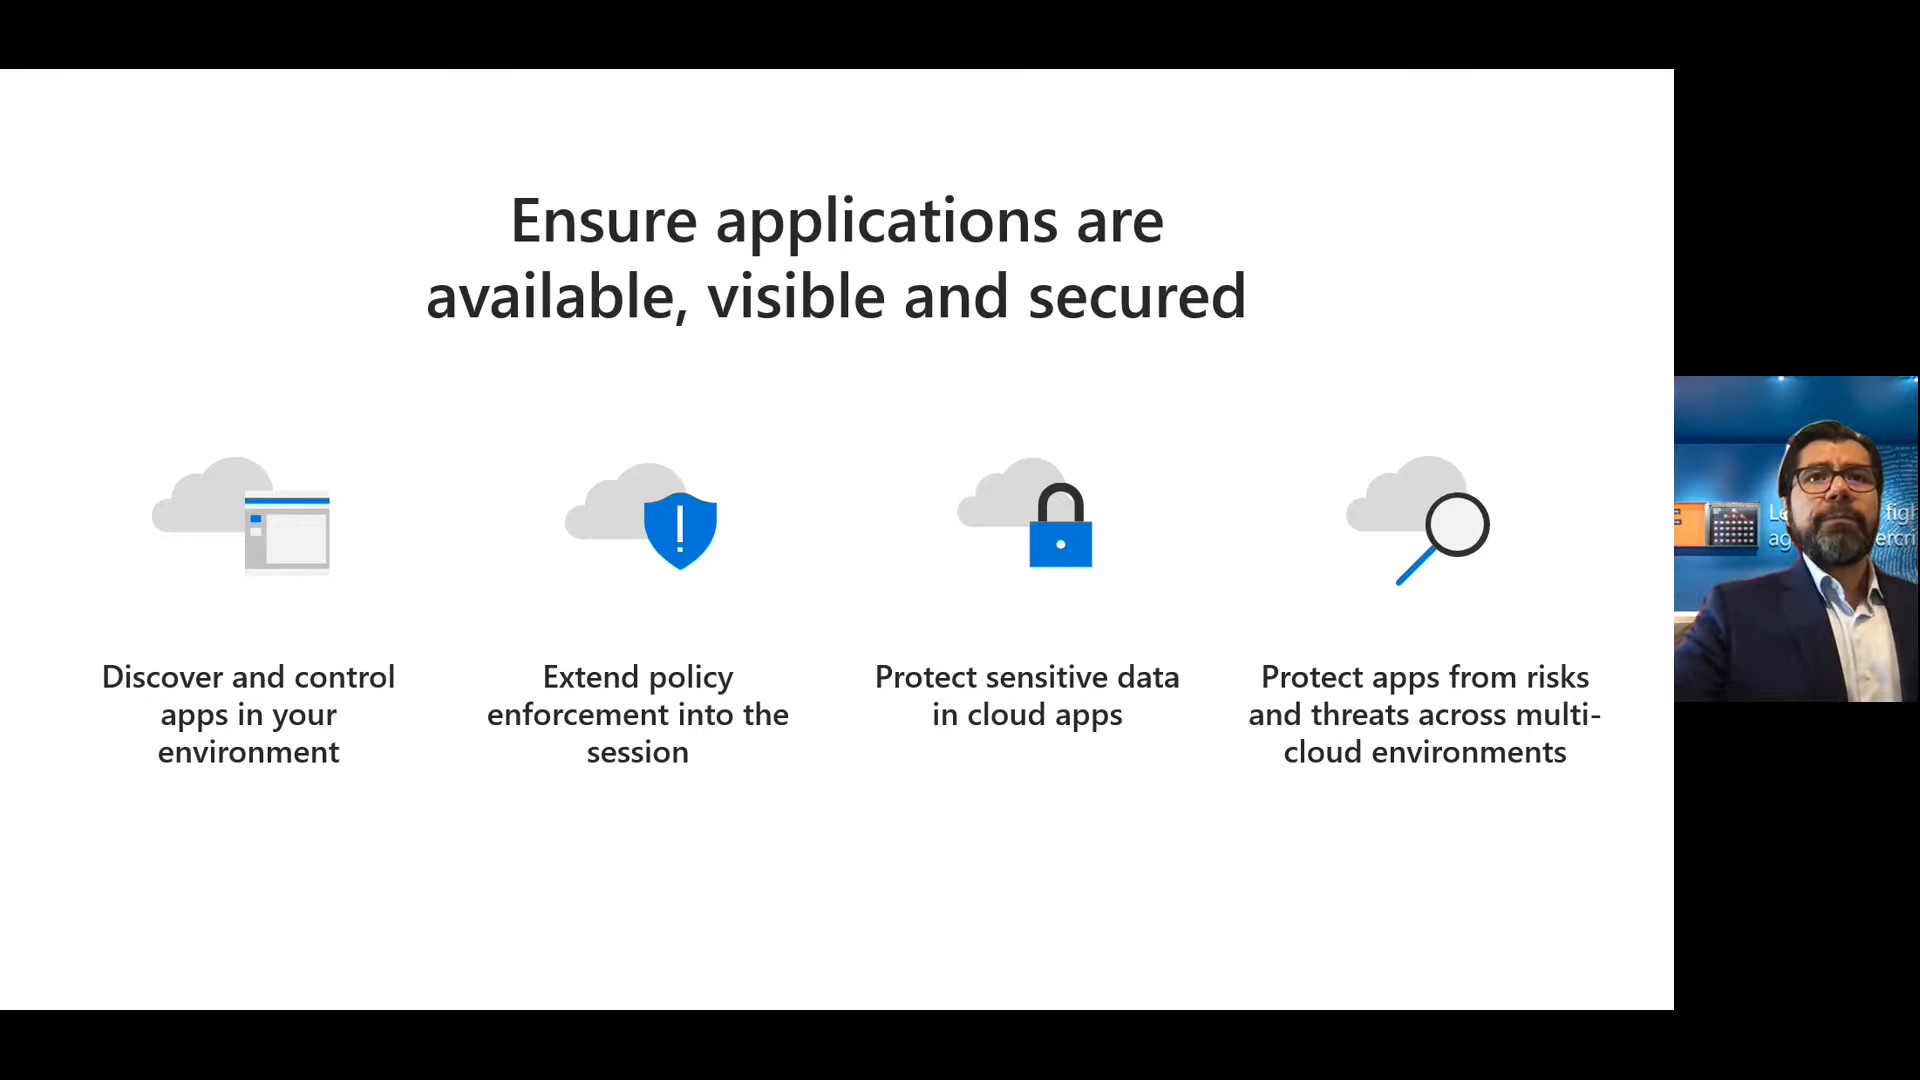 Ensure applications are
available, visible and secured
Discover and control
apps in your
environment
Extend policy
enforcement into the
session
Protect sensitive data
in cloud apps
Protect apps from risks
and threats across multi-
cloud environments